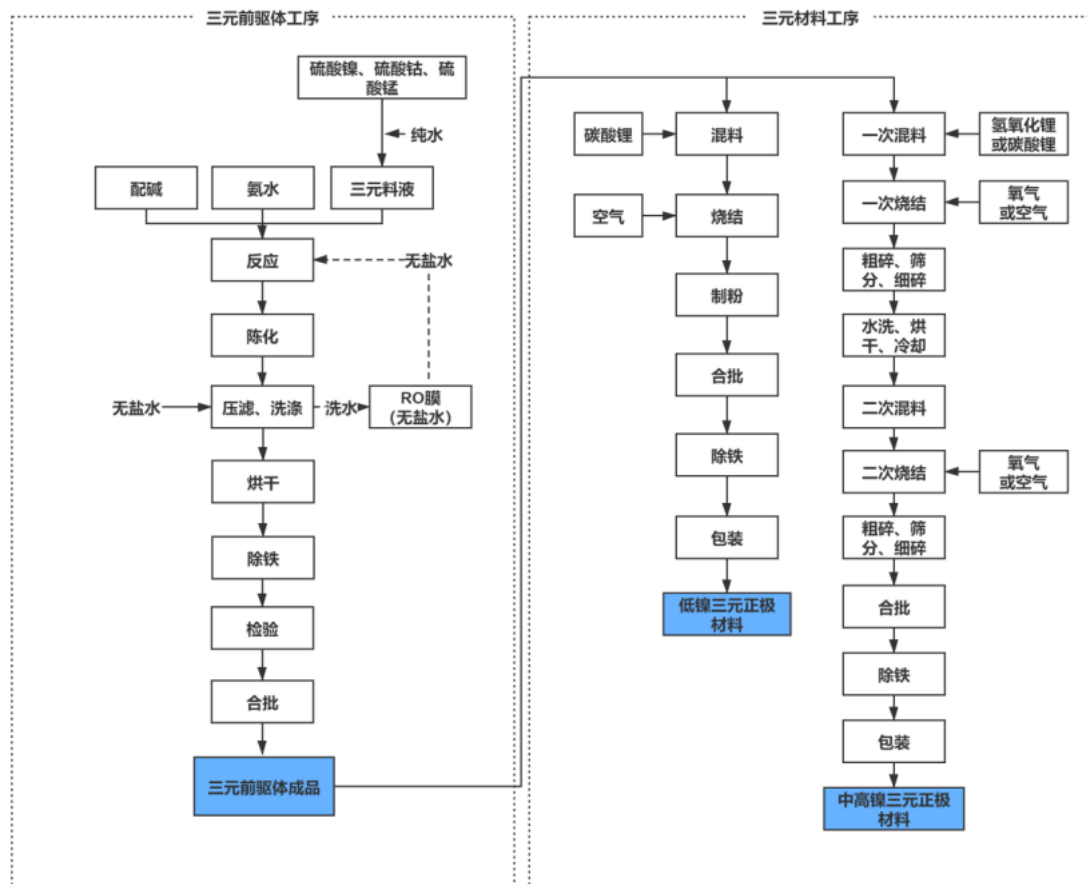 三元前驱体工序
硫酸镍、硫酸钴、硫
酸锰
纯水
配碱
氨水
三元料液
反应
无盐水
陈化
无盐水
压滤、洗涤
洗水
RO膜
（无盐水）
烘干
除铁
检验
合批
三元前驱体成品
三元材料工序
碳酸锂
混料
空气
烧结
制粉
合批
除铁
包装
低镍三元正极
材料
一次混料
氢氧化锂
或碳酸锂
一次烧结
氧气
或空气
粗碎、筛
分、细碎
水洗、烘
干、冷却
二次混料
二次烧结
氧气
或空气
粗碎、筛
分、细碎
合批
除铁
包装
中高镍三元正极
材料